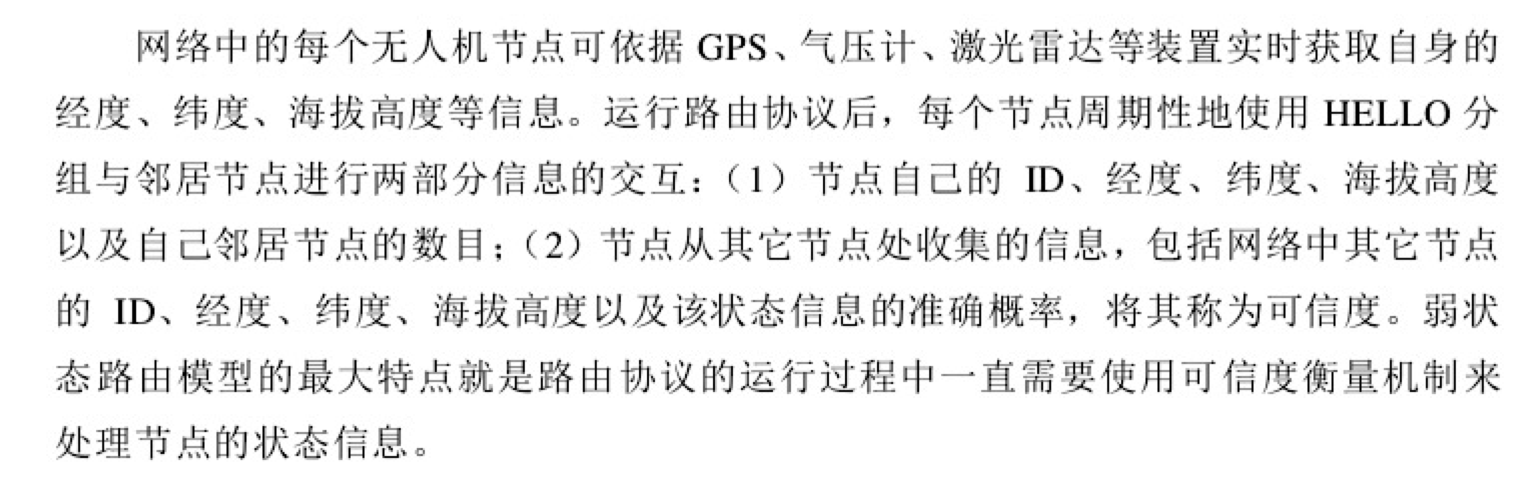 网络中的每个无人机节点可依据 GPS、气压计、激光雷达等装置实时获取自身的
经度、纬度、海拔高度等信息。运行路由协议后，每个节点周期性地使用 HELLO 分
组与邻居节点进行两部分信息的交互：（1）节点自己的 ID、经度、纬度、海拔高度
以及自己邻居节点的数目；（2）节点从其它节点处收集的信息，包括网络中其它节点
的 ID、经度、纬度、海拔高度以及该状态信息的准确概率，将其称为可信度。弱状
态路由模型的最大特点就是路由协议的运行过程中一直需要使用可信度衡量机制来
处理节点的状态信息。